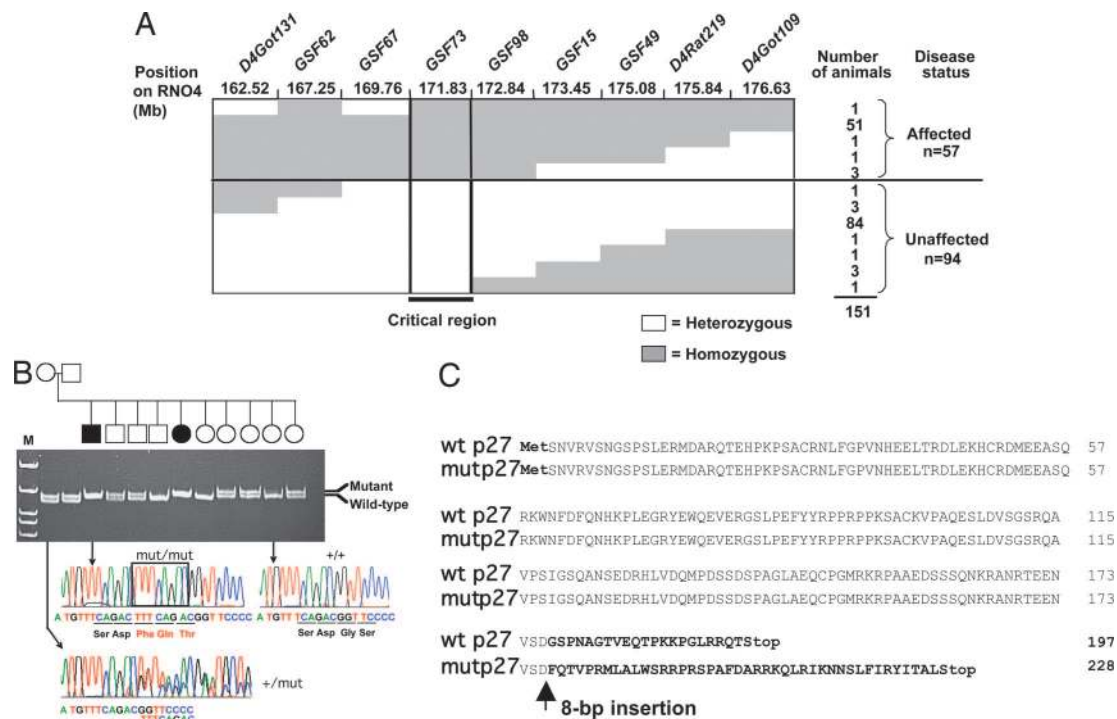 A
D4Got131 GSF62 GSF67 GSF73 GSF98 GSF15 GSF49 D4Rat219 D4Got109
Position on RNO4 (Mb)
162.52 167.25 169.76 171.83 172.84 173.45 175.08 175.84 176.63
Number of animals
Disease status
1
51
1
1
3
Affected
n=57
1
3
84
1
1
3
1
Unaffected
n=94
151
Critical region
= Heterozygous
= Homozygous
B
M
Mutant
Wild-type
mut/mut
+/+
A TGTTTCAGAC TTT CAG ACGGTTCCCC
Ser Asp Phe Gln Thr
A TGTTTCAGACGGTTCCCC
Ser Asp Gly Ser
+/mut
A TGTTTCAGACGGTTCCCC
TTTCAGAC
C
wt p27 MetSNVRVSNGSPSLERMDARQTEHPKPSACRNLFGPVNHEELTRDLEKHCRDMEEASQ 57
mutp27 MetSNVRVSNGSPSLERMDARQTEHPKPSACRNLFGPVNHEELTRDLEKHCRDMEEASQ 57
wt p27 RKWNFDFQNHKPLEGRYEWQEVERGSLPEFYYRPPRPPKSACKVPAQESLDVSGSRQA 115
mutp27 RKWNFDFQNHKPLEGRYEWQEVERGSLPEFYYRPPRPPKSACKVPAQESLDVSGSRQA 115
wt p27 VPSIGSQANSEDRHLVDQMPDSSDSPAGLAEQCPGMRKRPAAEDSSSQNKRANRTEEN 173
mutp27 VPSIGSQANSEDRHLVDQMPDSSDSPAGLAEQCPGMRKRPAAEDSSSQNKRANRTEEN 173
wt p27 VSDGSPNAGTVEQTPKKPGLRRQTStop 197
mutp27 VSDFQTVPRMLALWSRRPRSPAFDARRKQLRIKNNSLFIRYITALStop 228
8-bp insertion